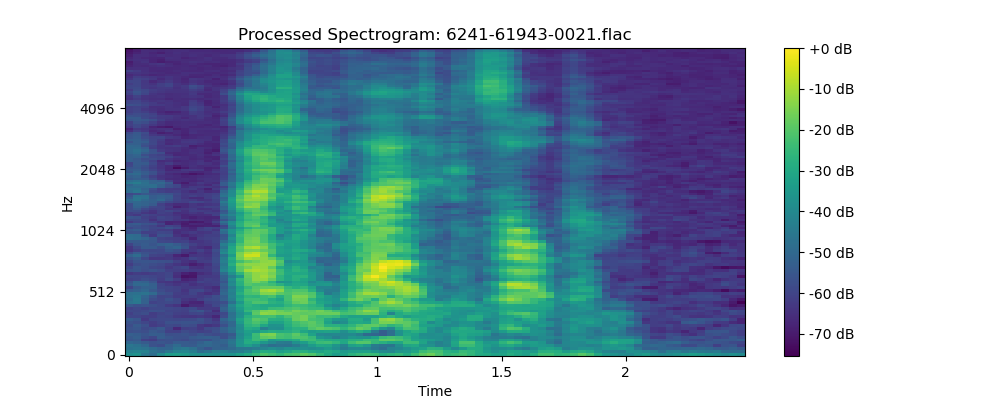 Processed Spectrogram: 6241-61943-0021.flac
+0 dB
-10 dB
-20 dB
-30 dB
-40 dB
-50 dB
-60 dB
-70 dB
4096
2048
1024
512
0
Hz
0 0.5 1 1.5 2
Time